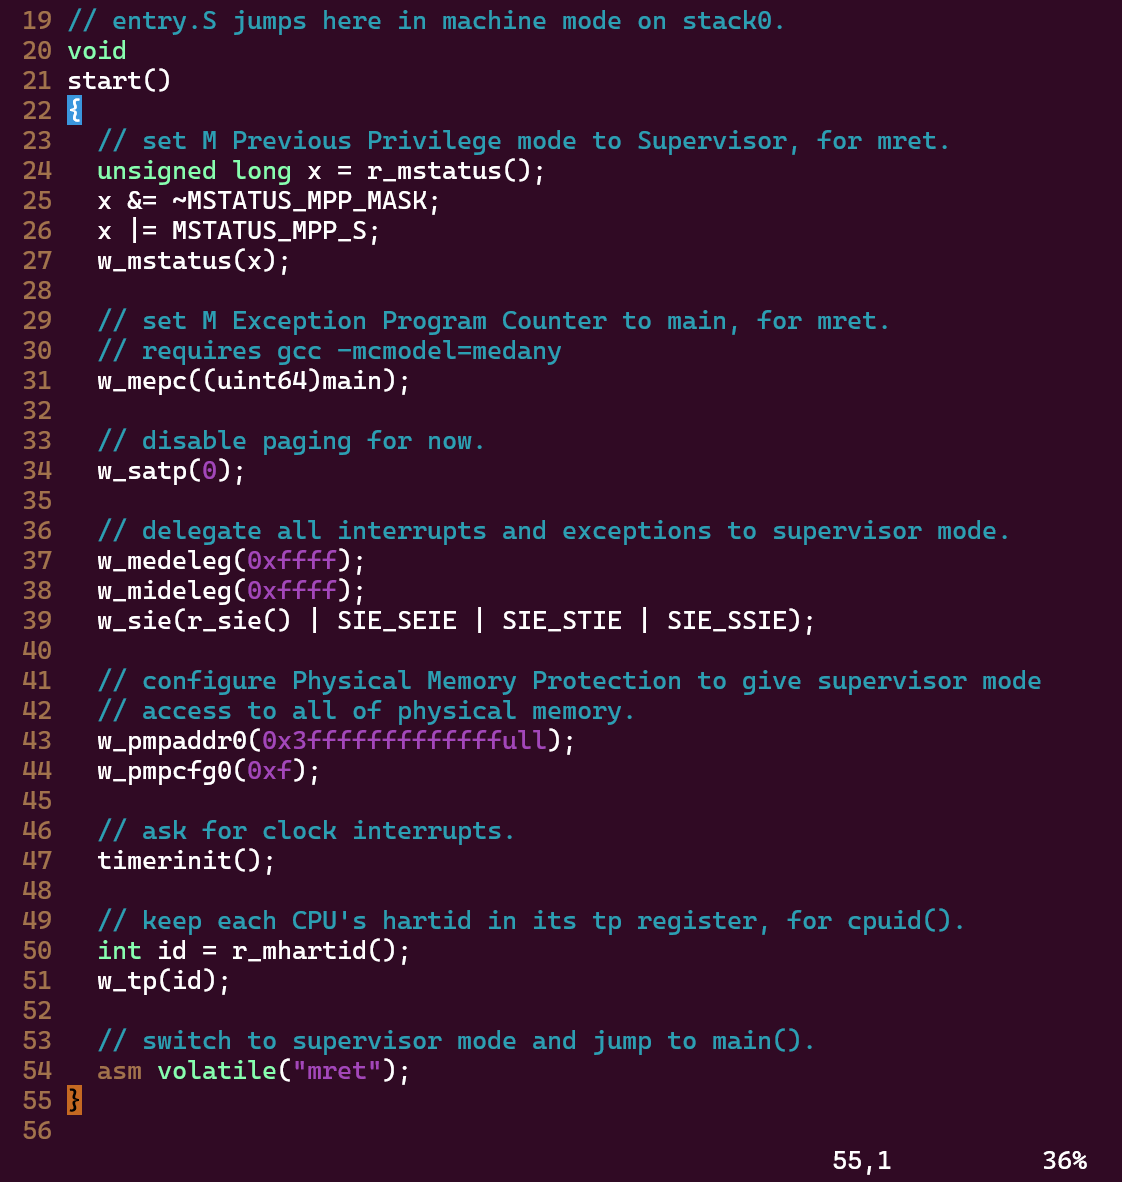 19 // entry.S jumps here in machine mode on stack0.
20 void
21 start()
22 {
23   // set M Previous Privilege mode to Supervisor, for mret.
24   unsigned long x = r_mstatus();
25   x &= ~MSTATUS_MPP_MASK;
26   x |= MSTATUS_MPP_S;
27   w_mstatus(x);
28
29   // set M Exception Program Counter to main, for mret.
30   // requires gcc -mcmodel=medany
31   w_mepc((uint64)main);
32
33   // disable paging for now.
34   w_satp(0);
35
36   // delegate all interrupts and exceptions to supervisor mode.
37   w_medeleg(0xffff);
38   w_mideleg(0xffff);
39   w_sie(r_sie() | SIE_SEIE | SIE_STIE | SIE_SSIE);
40
41   // configure Physical Memory Protection to give supervisor mode
42   // access to all of physical memory.
43   w_pmpaddr0(0x3fffffffffffffull);
44   w_pmpcfg0(0xf);
45
46   // ask for clock interrupts.
47   timerinit();
48
49   // keep each CPU's hartid in its tp register, for cpuid().
50   int id = r_mhartid();
51   w_tp(id);
52
53   // switch to supervisor mode and jump to main().
54   asm volatile("mret");
55 }
56
55,1 36%